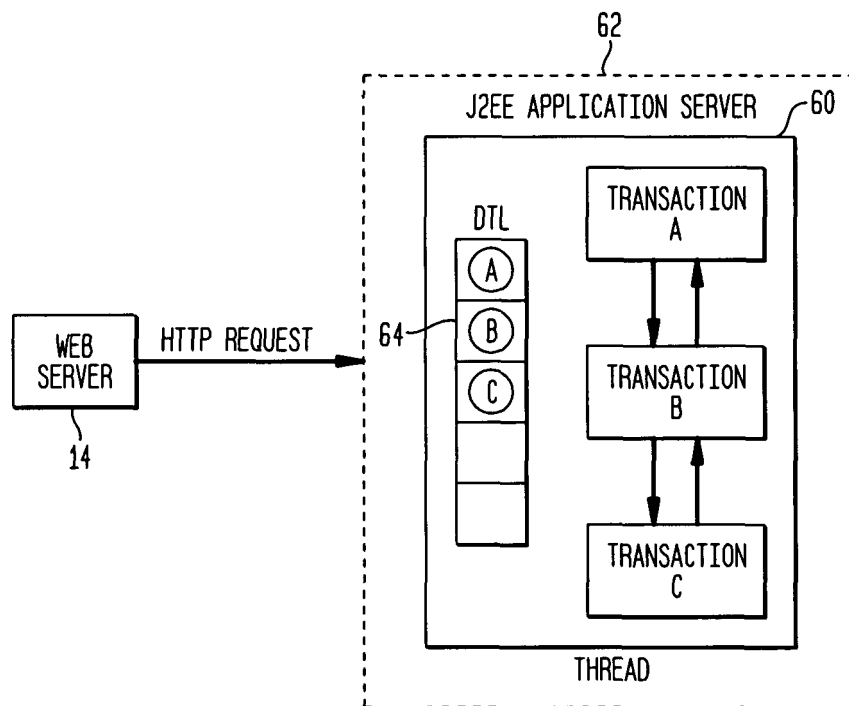 62
J2EE APPLICATION SERVER
60
DTL
A
B
C
64
TRANSACTION
A
TRANSACTION
B
TRANSACTION
C
THREAD
HTTP REQUEST
WEB
SERVER
14